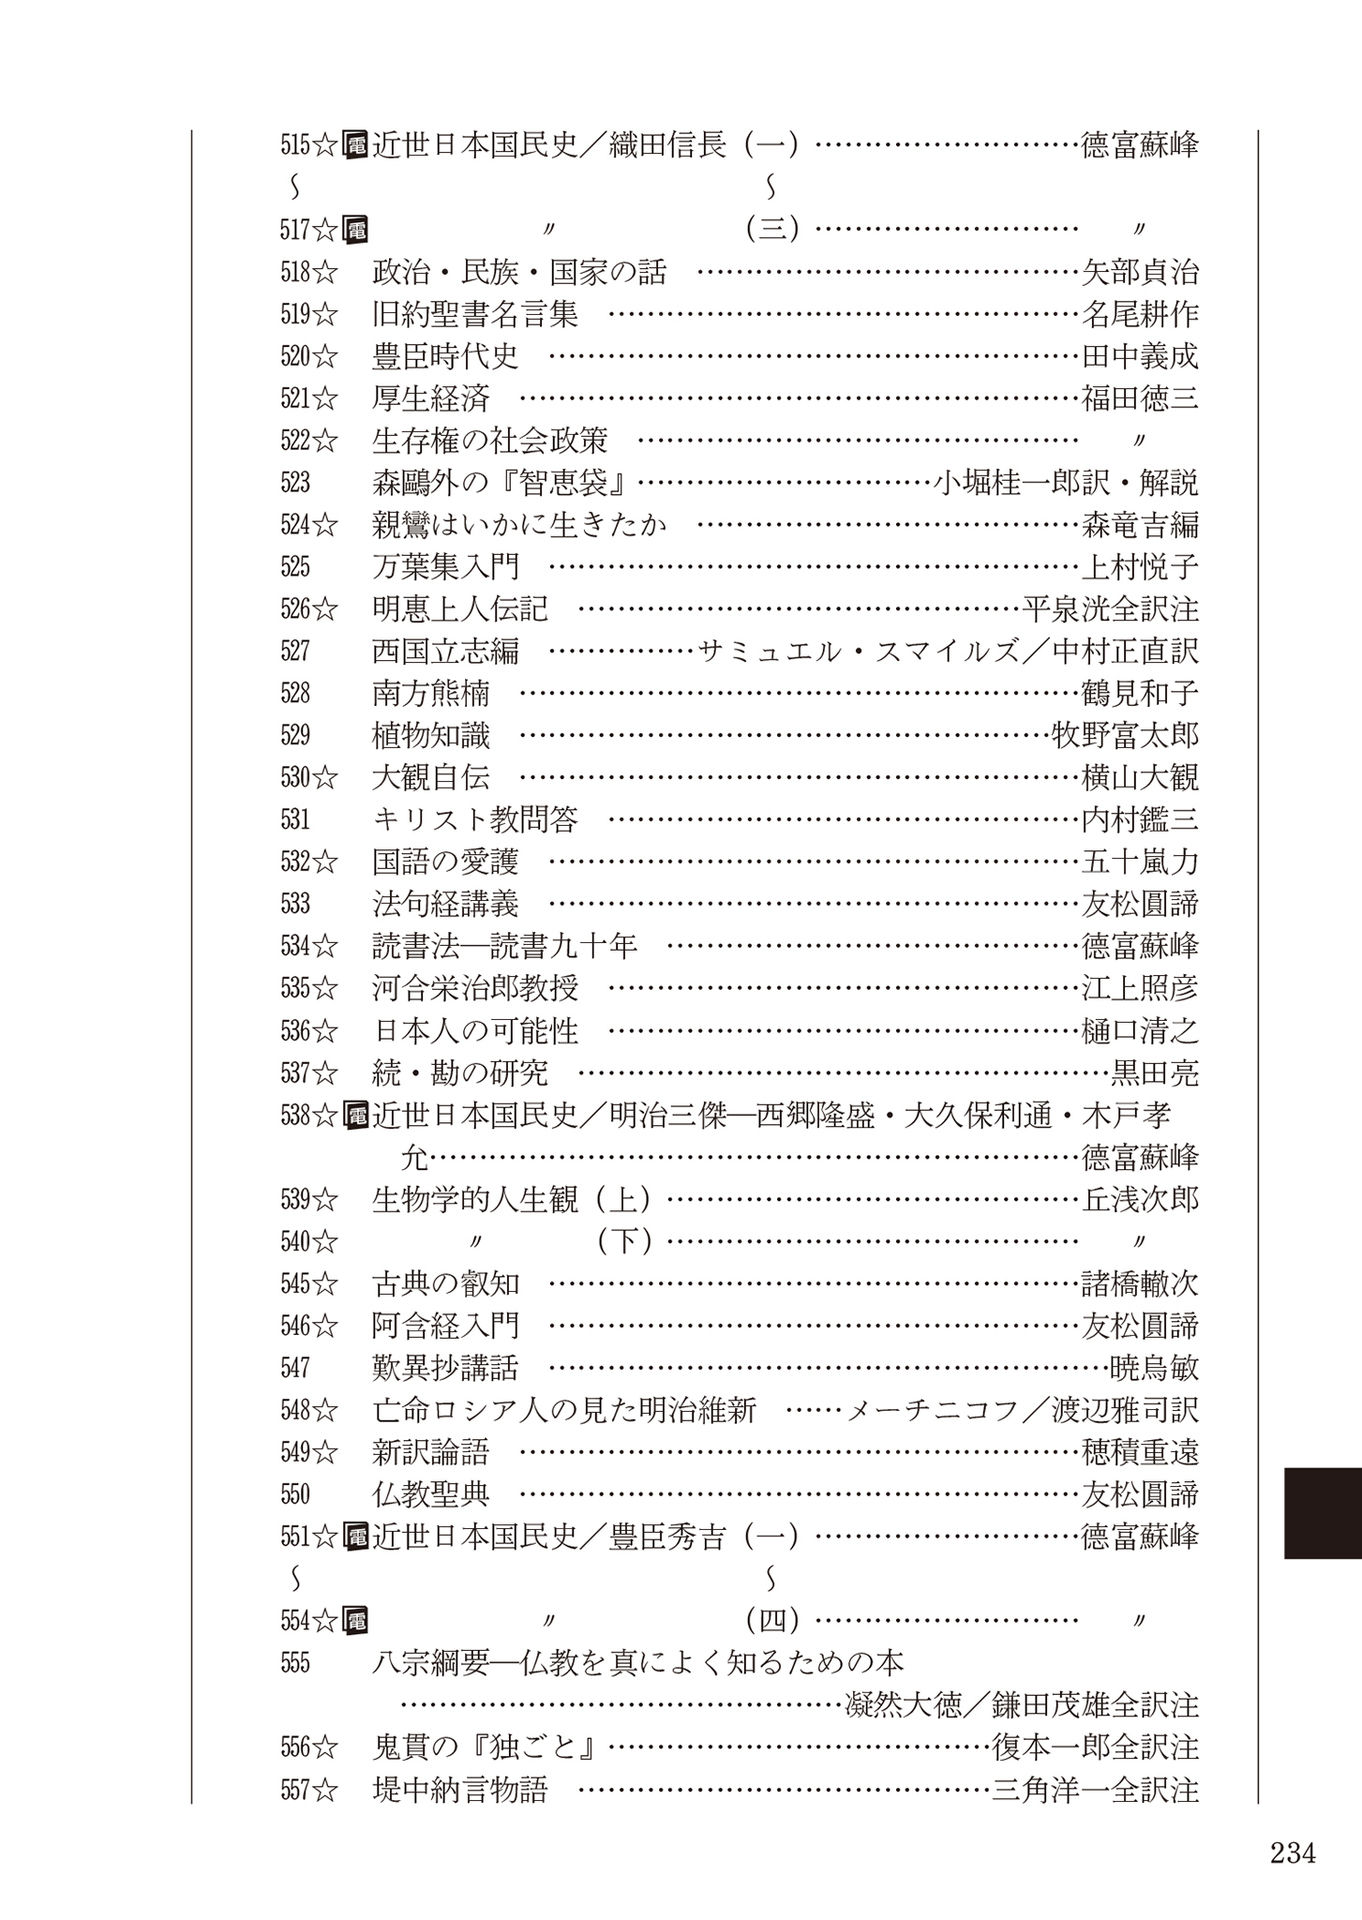 515☆電近世日本国民史／織田信長（一）…………………………德富蘇峰
〜　〜
517☆電　〃　（三）…………………………　〃
518☆　政治・民族・国家の話　……………………………………矢部貞治
519☆　旧約聖書名言集　……………………………………………名尾耕作
520☆　豊臣時代史　…………………………………………………田中義成
521☆　厚生経済　……………………………………………………福田徳三
522☆　生存権の社会政策　…………………………………………　〃
523　森鷗外の『智恵袋』……………………………小堀桂一郎訳・解説
524☆　親鸞はいかに生きたか　……………………………………森竜吉編
525　万葉集入門　…………………………………………………上村悦子
526☆　明惠上人伝記　…………………………………………平泉洸全訳注
527　西国立志編　……………サミュエル・スマイルズ／中村正直訳
528　南方熊楠　……………………………………………………鶴見和子
529　植物知識　…………………………………………………牧野富太郎
530☆　大観自伝　……………………………………………………横山大観
531　キリスト教問答　……………………………………………内村鑑三
532☆　国語の愛護　…………………………………………………五十嵐力
533　法句経講義　…………………………………………………友松圓諦
534☆　読書法―読書九十年　………………………………………德富蘇峰
535☆　河合栄治郎教授　……………………………………………江上照彦
536☆　日本人の可能性　……………………………………………樋口清之
537☆　続・勘の研究　…………………………………………………黒田亮
538☆電近世日本国民史／明治三傑―西郷隆盛・大久保利通・木戸孝
允………………………………………………………………德富蘇峰
539☆　生物学的人生観（上）………………………………………丘浅次郎
540☆　〃　（下）………………………………………　〃
545☆　古典の叡知　…………………………………………………諸橋轍次
546☆　阿含経入門　…………………………………………………友松圓諦
547　歎異抄講話　……………………………………………………暁烏敏
548☆　亡命ロシア人の見た明治維新　……メーチニコフ／渡辺雅司訳
549☆　新訳論語　……………………………………………………穂積重遠
550　仏教聖典　……………………………………………………友松圓諦
551☆電近世日本国民史／豊臣秀吉（一）…………………………德富蘇峰
〜　〜
554☆電　〃　（四）…………………………　〃
555　八宗綱要―仏教を真によく知るための本
…………………………………………凝然大徳／鎌田茂雄全訳注
556☆　鬼貫の『独ごと』……………………………………復本一郎全訳注
557☆　堤中納言物語　………………………………………三角洋一全訳注
234